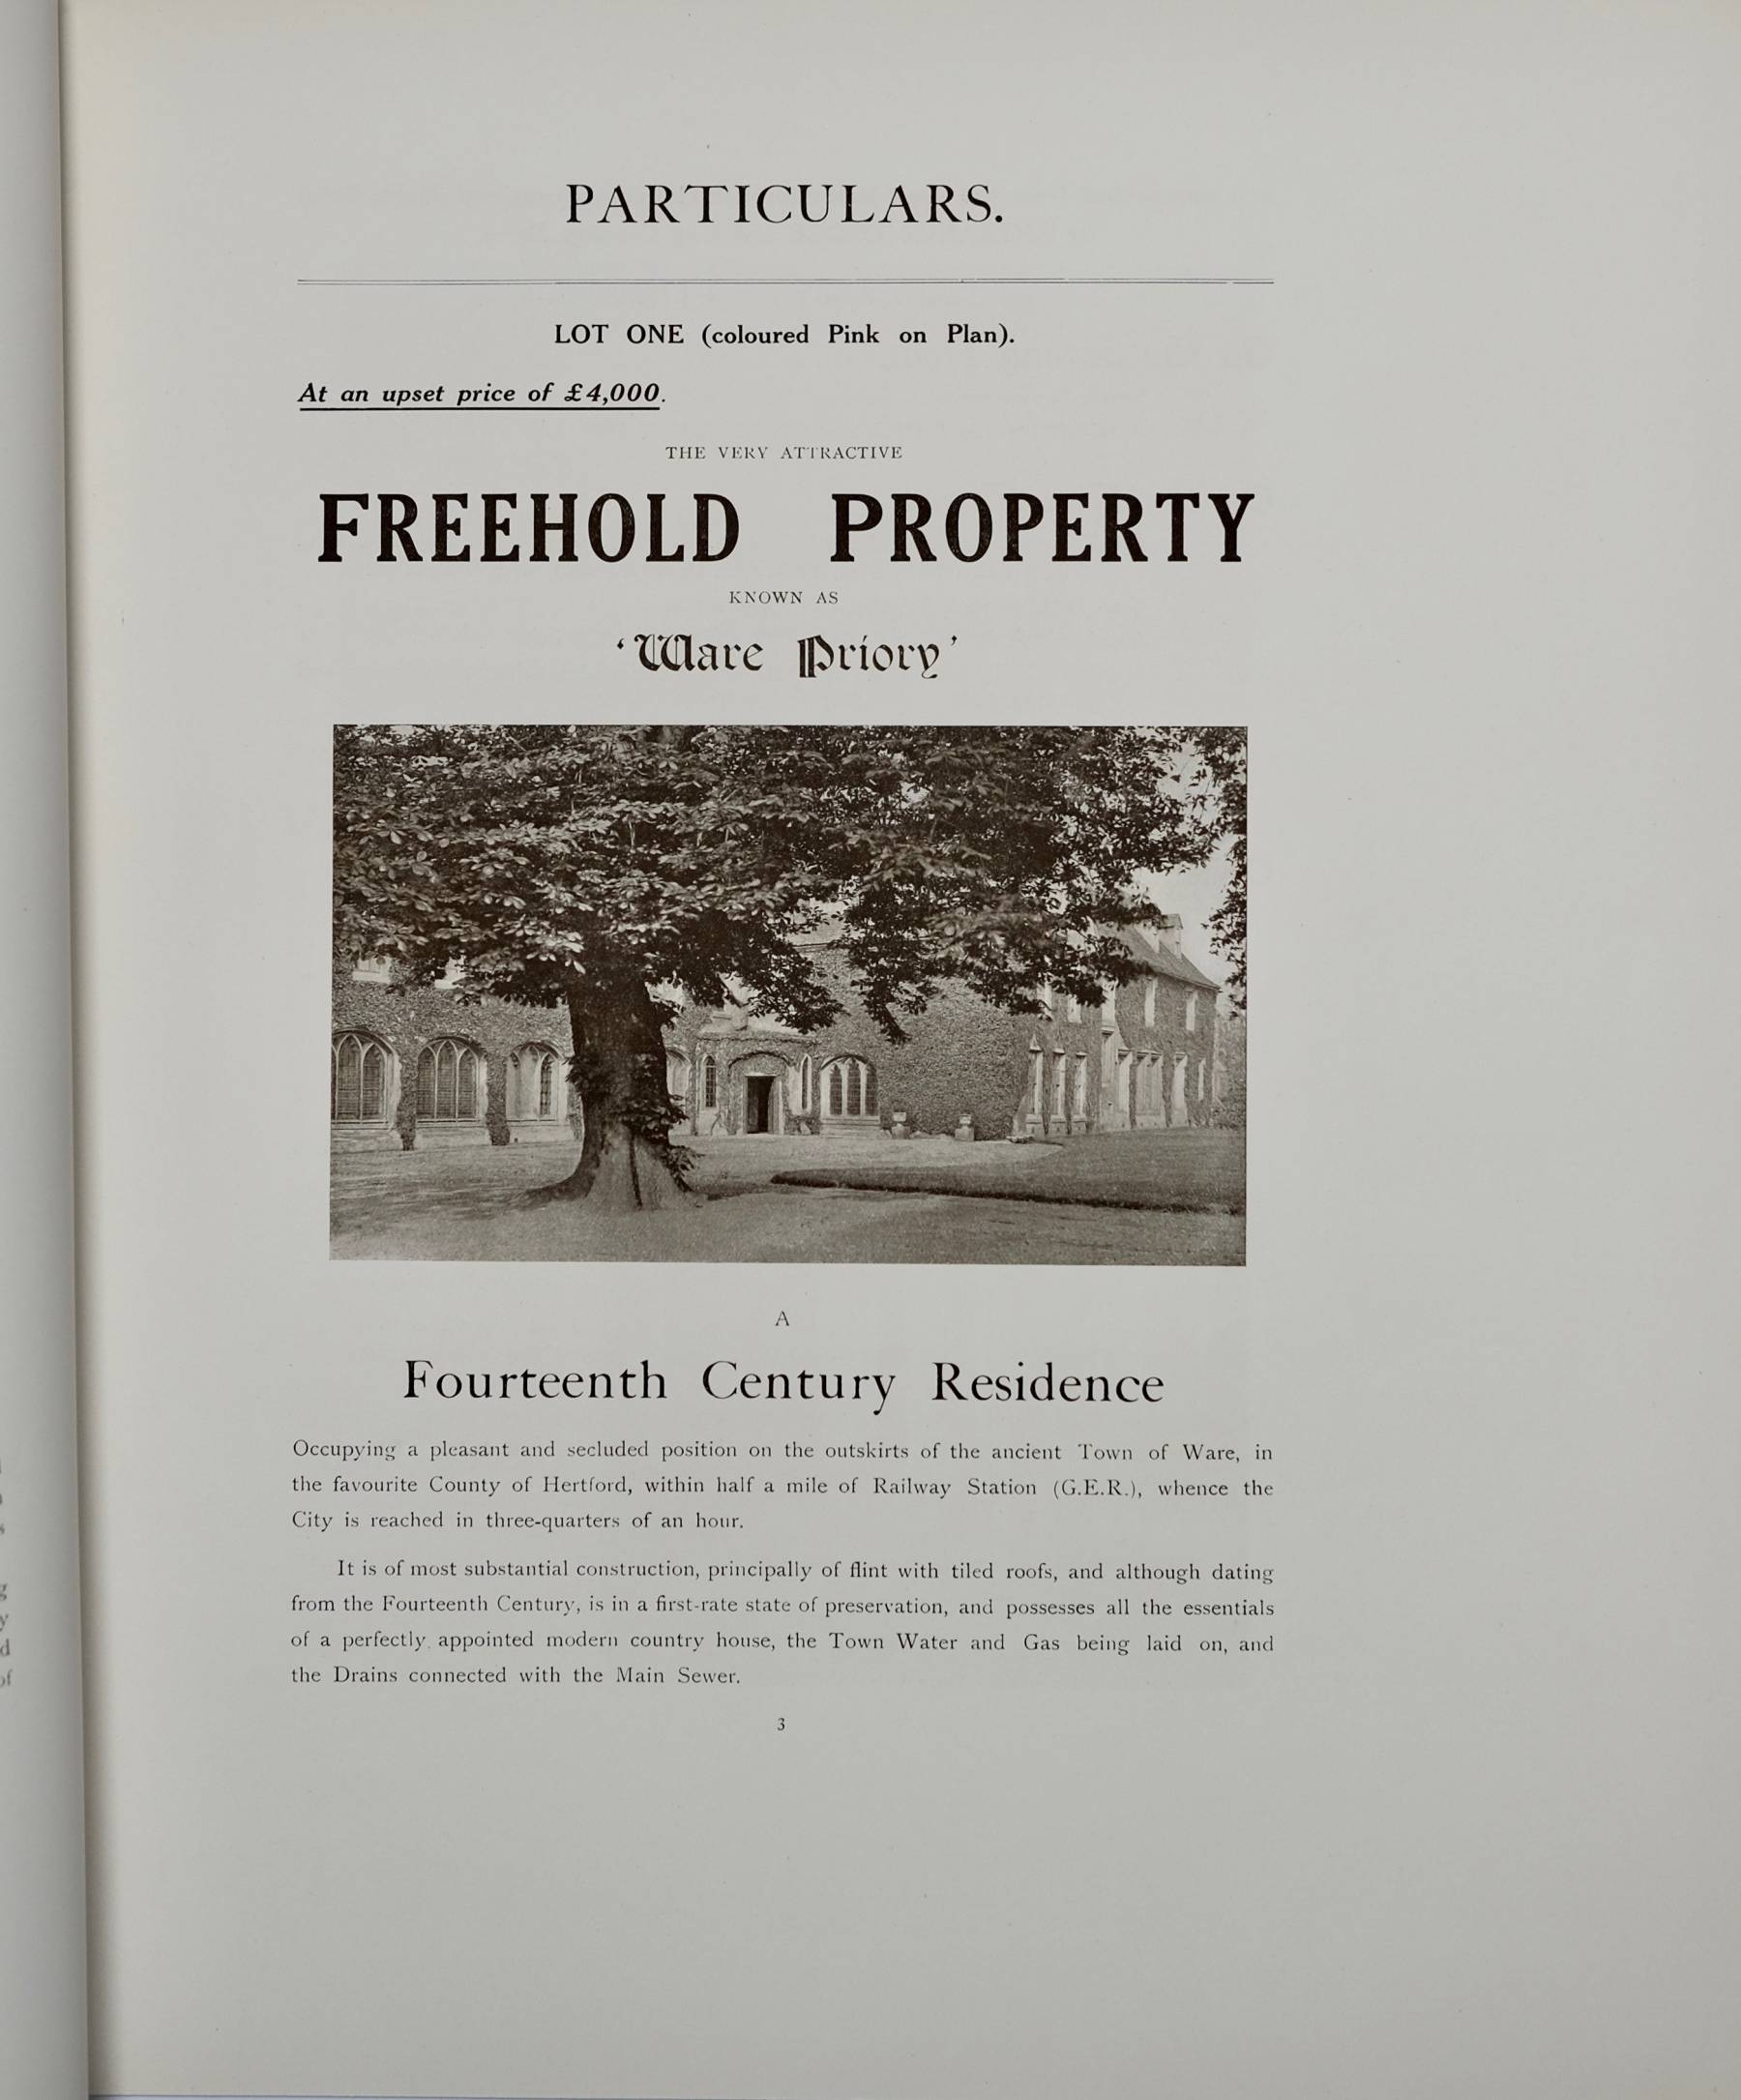 PARTICULARS.
LOT ONE (coloured Pink on Plan).
At an upset price of £4,000.
THE VERY ATTRACTIVE
FREEHOLD PROPERTY
KNOWN AS
‘Ware Priory’
A
Fourteenth Century Residence
Occupying a pleasant and secluded position on the outskirts of the ancient Town of Ware, in
the favourite County of Hertford, within half a mile of Railway Station (G.E.R.), whence the
City is reached in three-quarters of an hour.
It is of most substantial construction, principally of flint with tiled roofs, and although dating
from the Fourteenth Century, is in a first-rate state of preservation, and possesses all the essentials
of a perfectly appointed modern country house, the Town Water and Gas being laid on, and
the Drains connected with the Main Sewer.
3